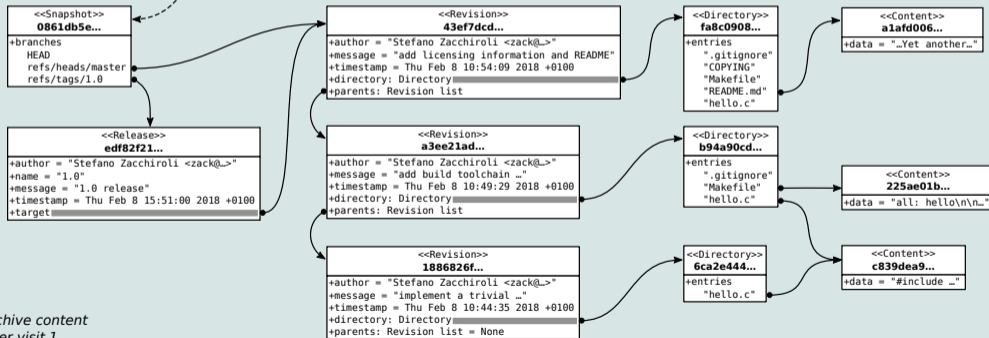 <<Snapshot>>
0861db5e...
+branches
HEAD
refs/heads/master
refs/tags/1.0
<<Release>>
edf82f21...
+author = "Stefano Zacchiroli <zack@…>"
+name = "1.0"
+message = "1.0 release"
+timestamp = Thu Feb 8 15:51:00 2018 +0100
+target
<<Revision>>
43ef7dcd...
+author = "Stefano Zacchiroli <zack@…>"
+message = "add licensing information and README"
+timestamp = Thu Feb 8 10:54:09 2018 +0100
+directory: Directory
+parents: Revision list
<<Revision>>
a3ee21ad...
+author = "Stefano Zacchiroli <zack@…>"
+message = "add build toolchain …"
+timestamp = Thu Feb 8 10:49:29 2018 +0100
+directory: Directory
+parents: Revision list
<<Revision>>
1886826f...
+author = "Stefano Zacchiroli <zack@…>"
+message = "implement a trivial …"
+timestamp = Thu Feb 8 10:44:35 2018 +0100
+directory: Directory
+parents: Revision list = None
<<Directory>>
fa8c0908...
+entries
".gitignore"
"COPYING"
"Makefile"
"README.md"
"hello.c"
<<Directory>>
b94a90cd...
+entries
".gitignore"
"Makefile"
"hello.c"
<<Directory>>
6ca2e444...
+entries
"hello.c"
<<Content>>
a1afd006...
+data = "…Yet another…"
<<Content>>
225ae01b...
+data = "all: hello\n\n…"
<<Content>>
c839dea9...
+data = "#include …"
chive content
er visit 1